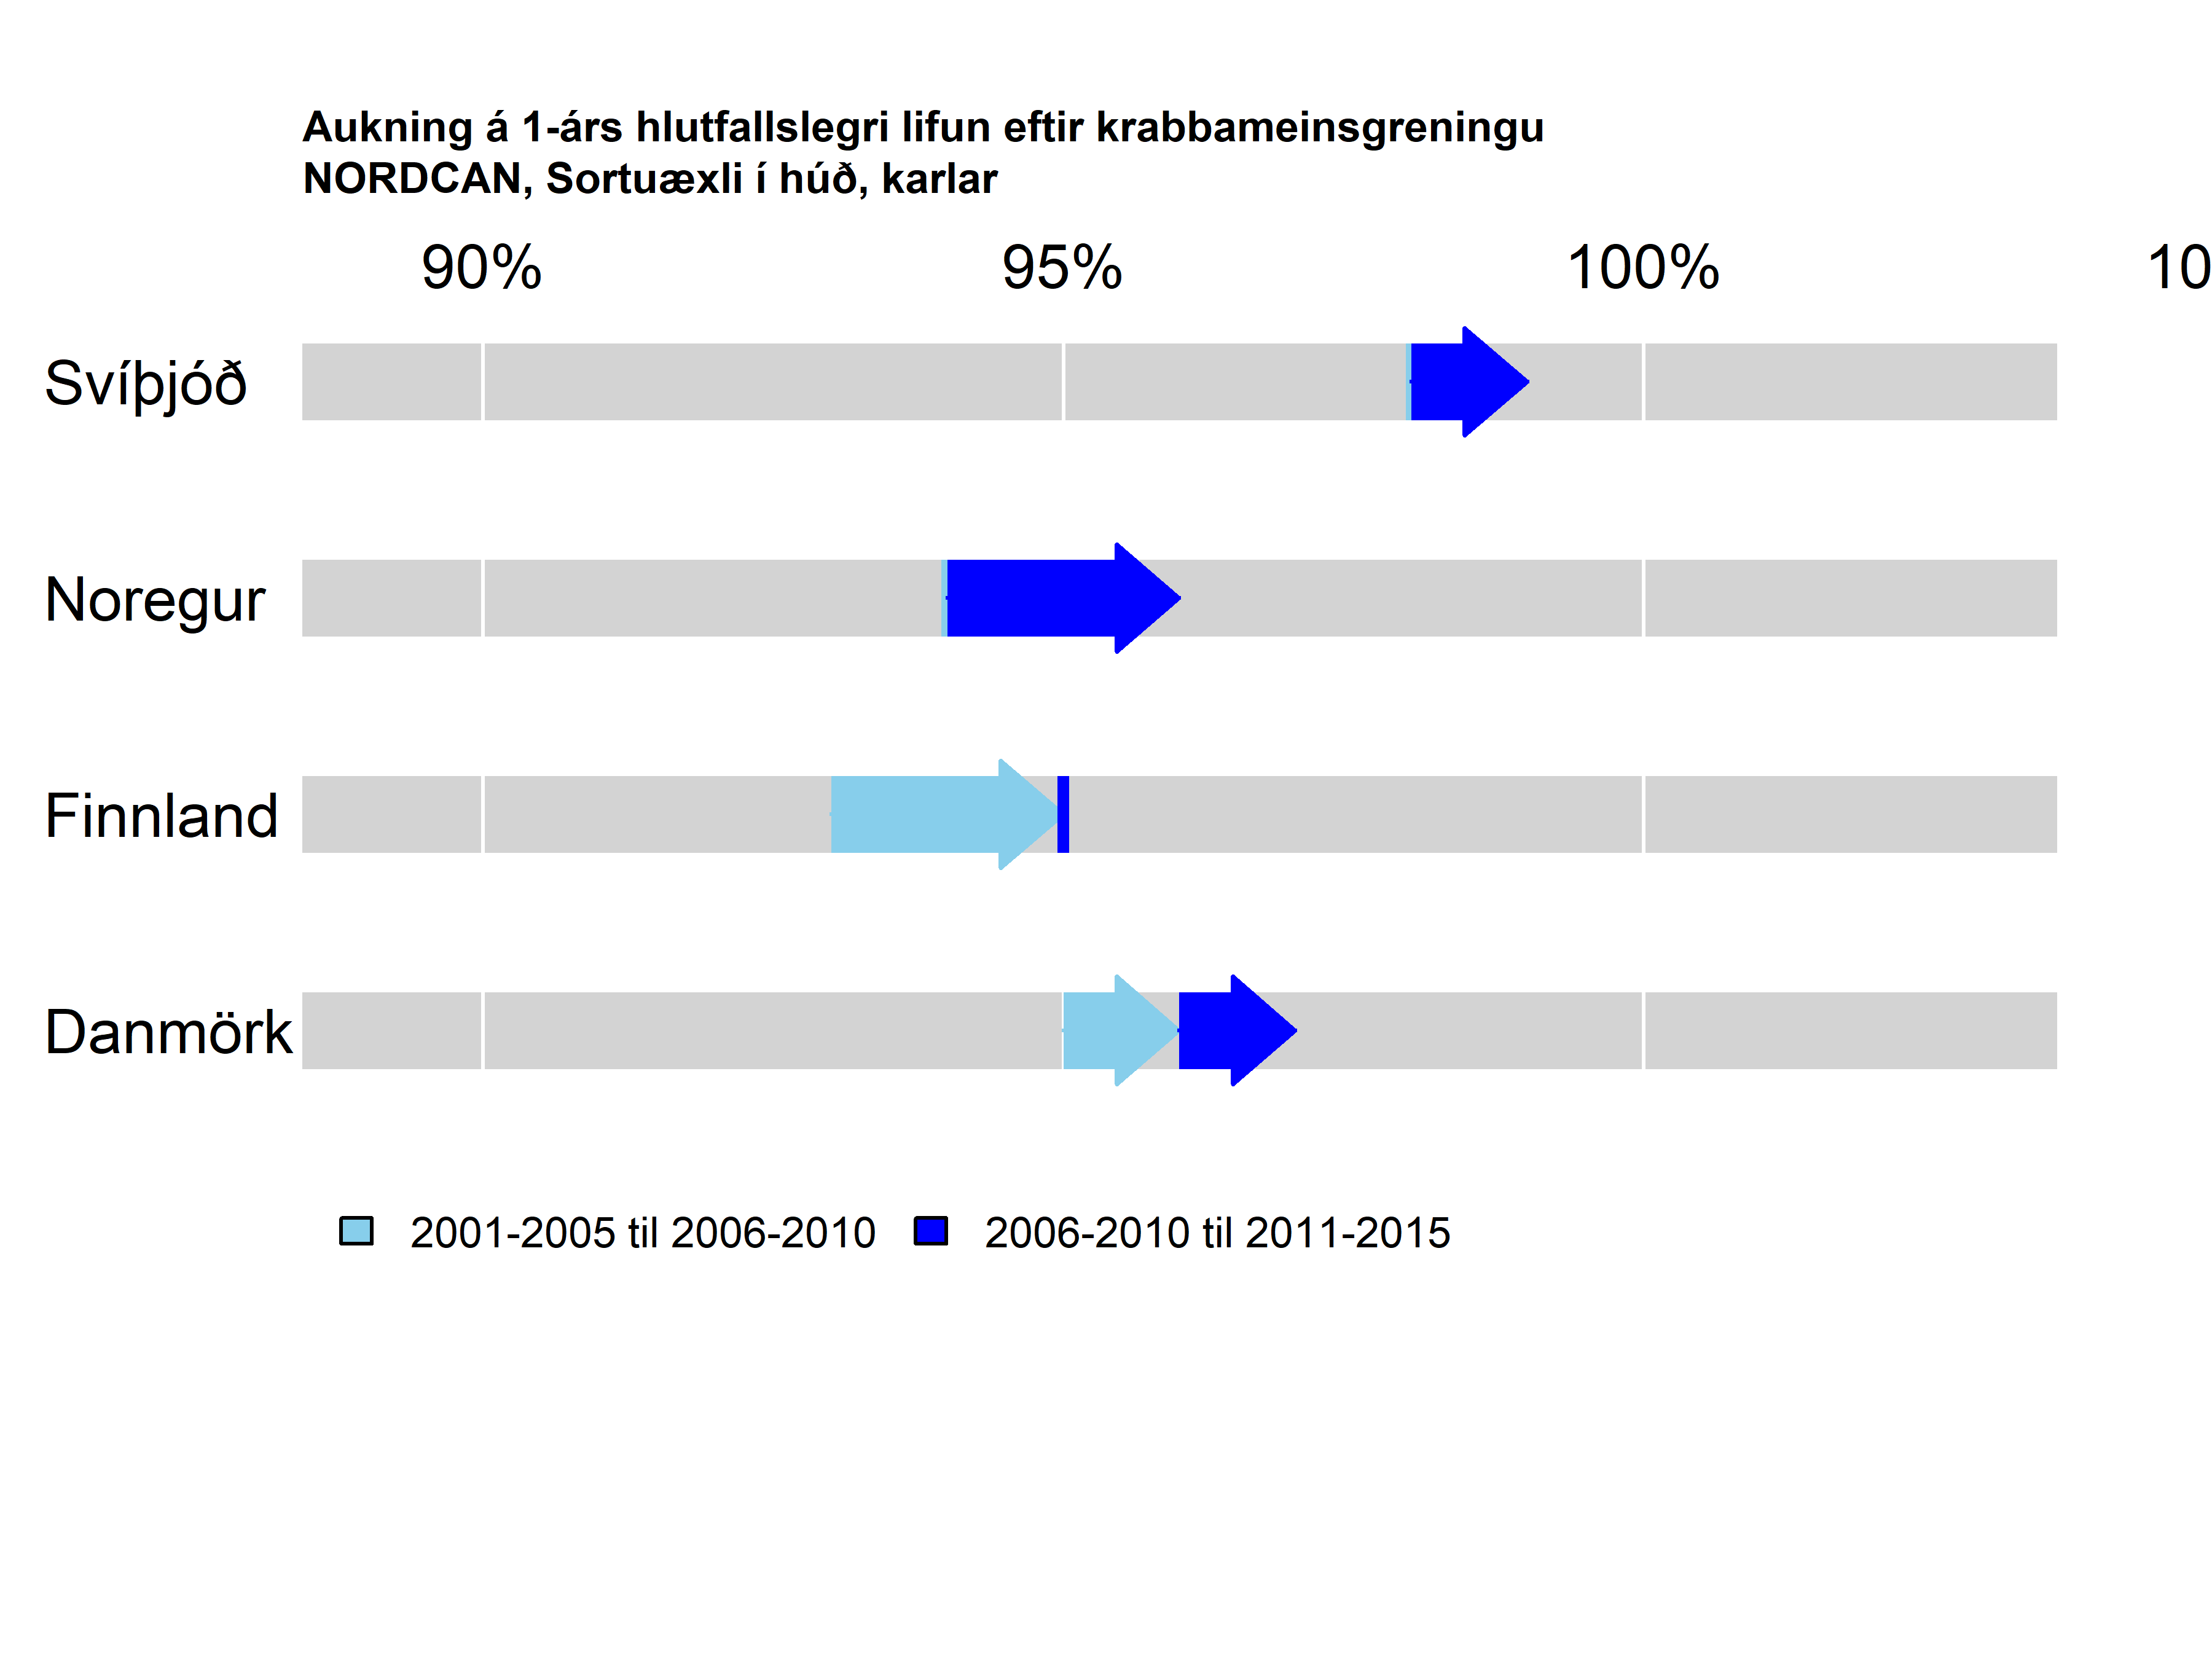 Aukning á 1-árs hlutfallslegri lifun eftir krabbameinsgreningu
NORDCAN, Sortuæxli í húð, karlar
90% 95% 100% 10
Svíþjóð
Noregur
Finnland
Danmörk
2001-2005 til 2006-2010 2006-2010 til 2011-2015